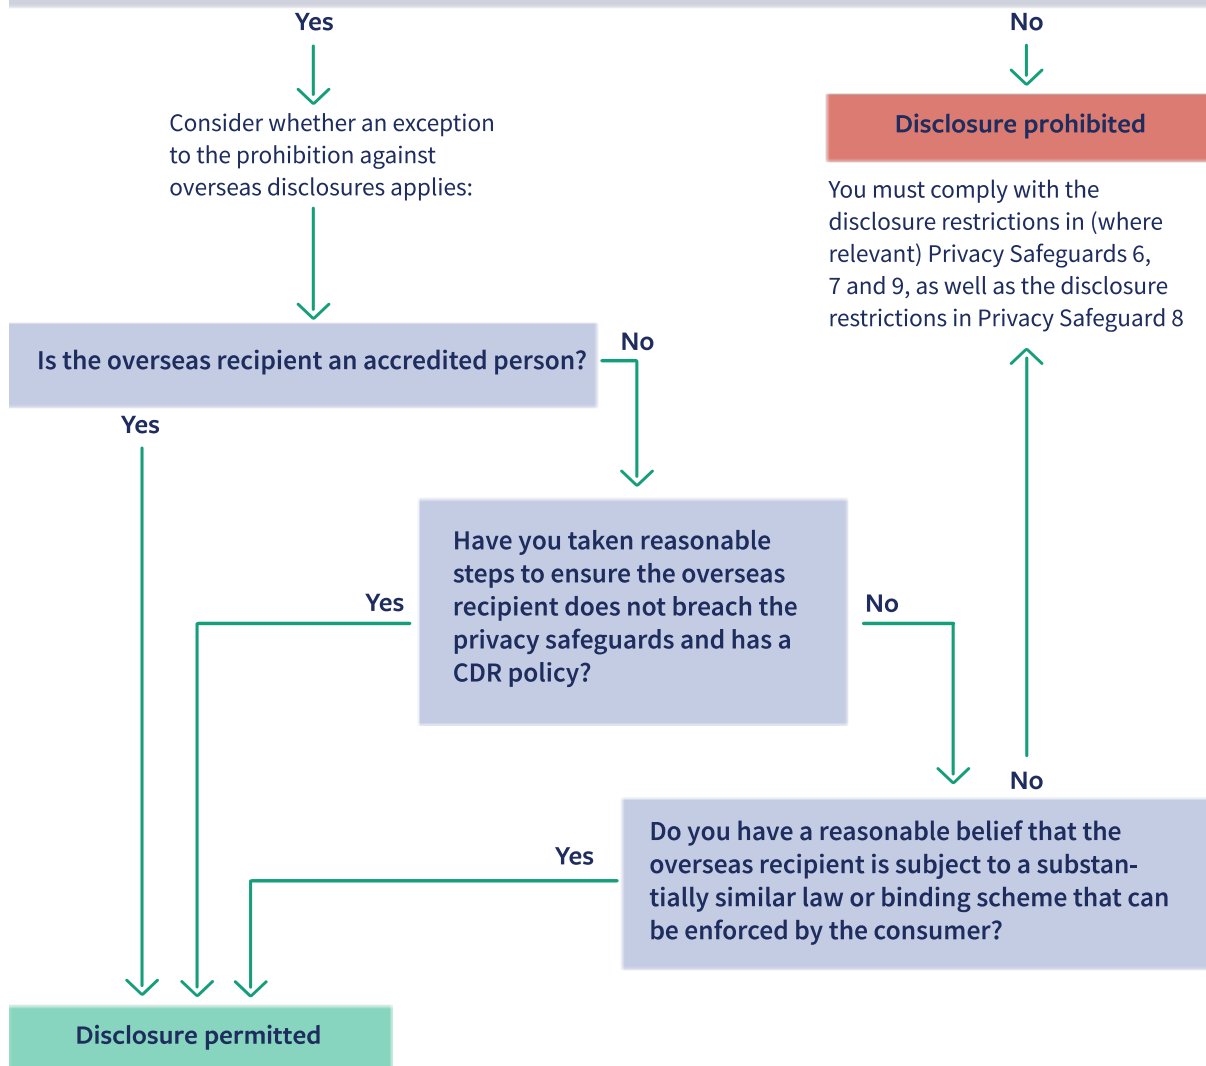 Yes
No
Consider whether an exception
to the prohibition against
overseas disclosures applies:
Disclosure prohibited
You must comply with the
disclosure restrictions in (where
relevant) Privacy Safeguards 6,
7 and 9, as well as the disclosure
restrictions in Privacy Safeguard 8
Is the overseas recipient an accredited person?
No
Yes
Have you taken reasonable
steps to ensure the overseas
recipient does not breach the
privacy safeguards and has a
CDR policy?
Yes
No
No
Do you have a reasonable belief that the
overseas recipient is subject to a substan-
tially similar law or binding scheme that can
be enforced by the consumer?
Yes
Disclosure permitted